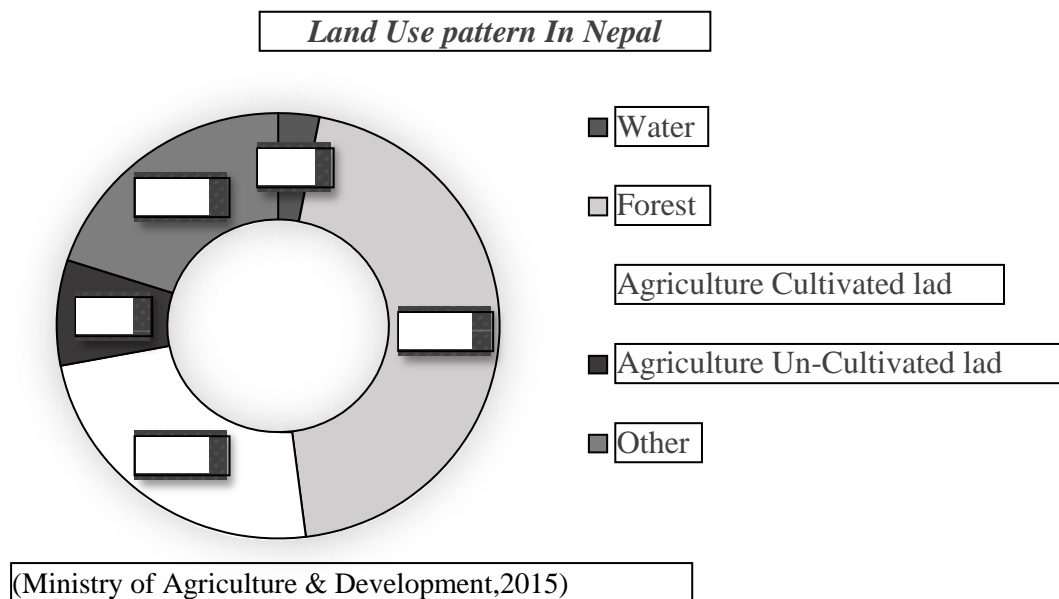 Land Use pattern In Nepal
Water
Forest
Agriculture Cultivated lad
Agriculture Un-Cultivated lad
Other
(Ministry of Agriculture & Development,2015)